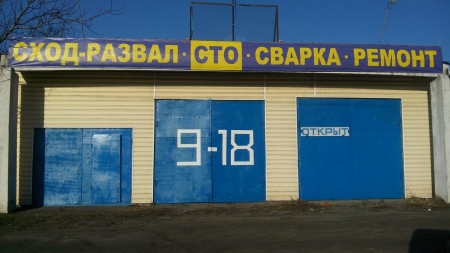 СХОД-РАЗВАЛ · СТО · СВАРКА · РЕМОНТ
9-18
ОТКРЫТ